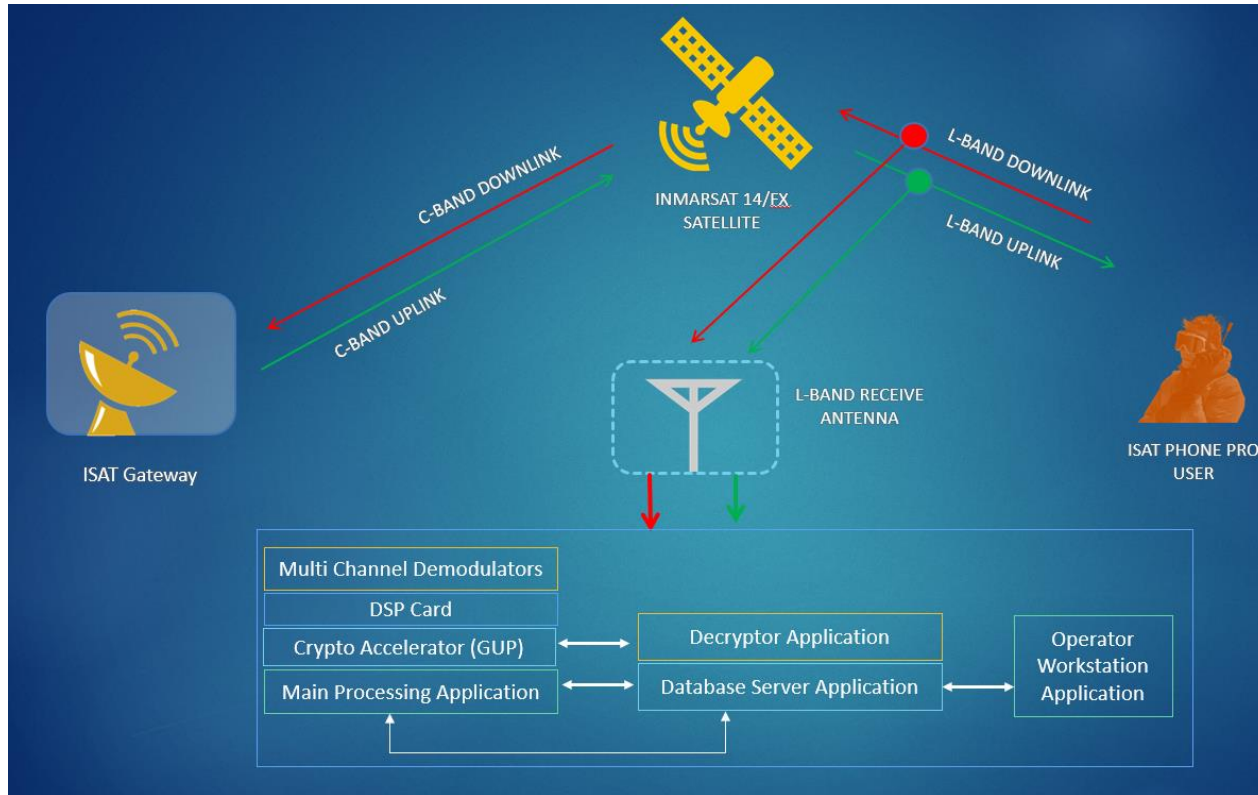 C-BAND DOWNLINK
C-BAND UPLINK
INMARSAT 14/EX
SATELLITE
L-BAND DOWNLINK
L-BAND UPLINK
ISAT Gateway
L-BAND RECEIVE
ANTENNA
ISAT PHONE PRO
USER
Multi Channel Demodulators
DSP Card
Crypto Accelerator (GUP)
Main Processing Application
Decryptor Application
Database Server Application
Operator
Workstation
Application